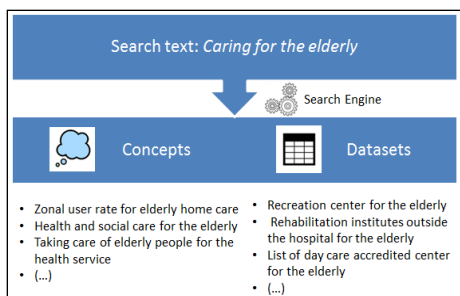 Search text: Caring for the elderly
Search Engine
Concepts
Datasets
• Zonal user rate for elderly home care
• Health and social care for the elderly
• Taking care of elderly people for the
health service
• (...)
• Recreation center for the elderly
• Rehabilitation institutes outside
the hospital for the elderly
• List of day care accredited center
for the elderly
• (...)